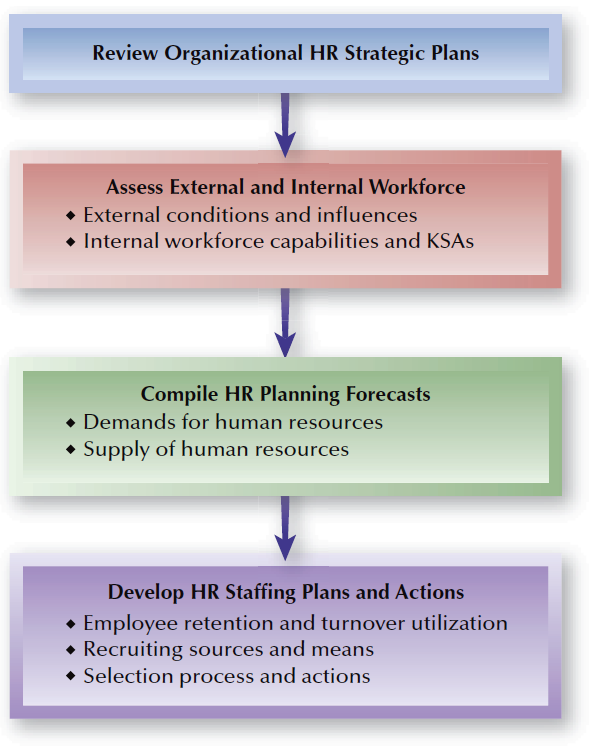 Review Organizational HR Strategic Plans
Assess External and Internal Workforce
◆ External conditions and influences
◆ Internal workforce capabilities and KSAs
Compile HR Planning Forecasts
◆ Demands for human resources
◆ Supply of human resources
Develop HR Staffing Plans and Actions
◆ Employee retention and turnover utilization
◆ Recruiting sources and means
◆ Selection process and actions